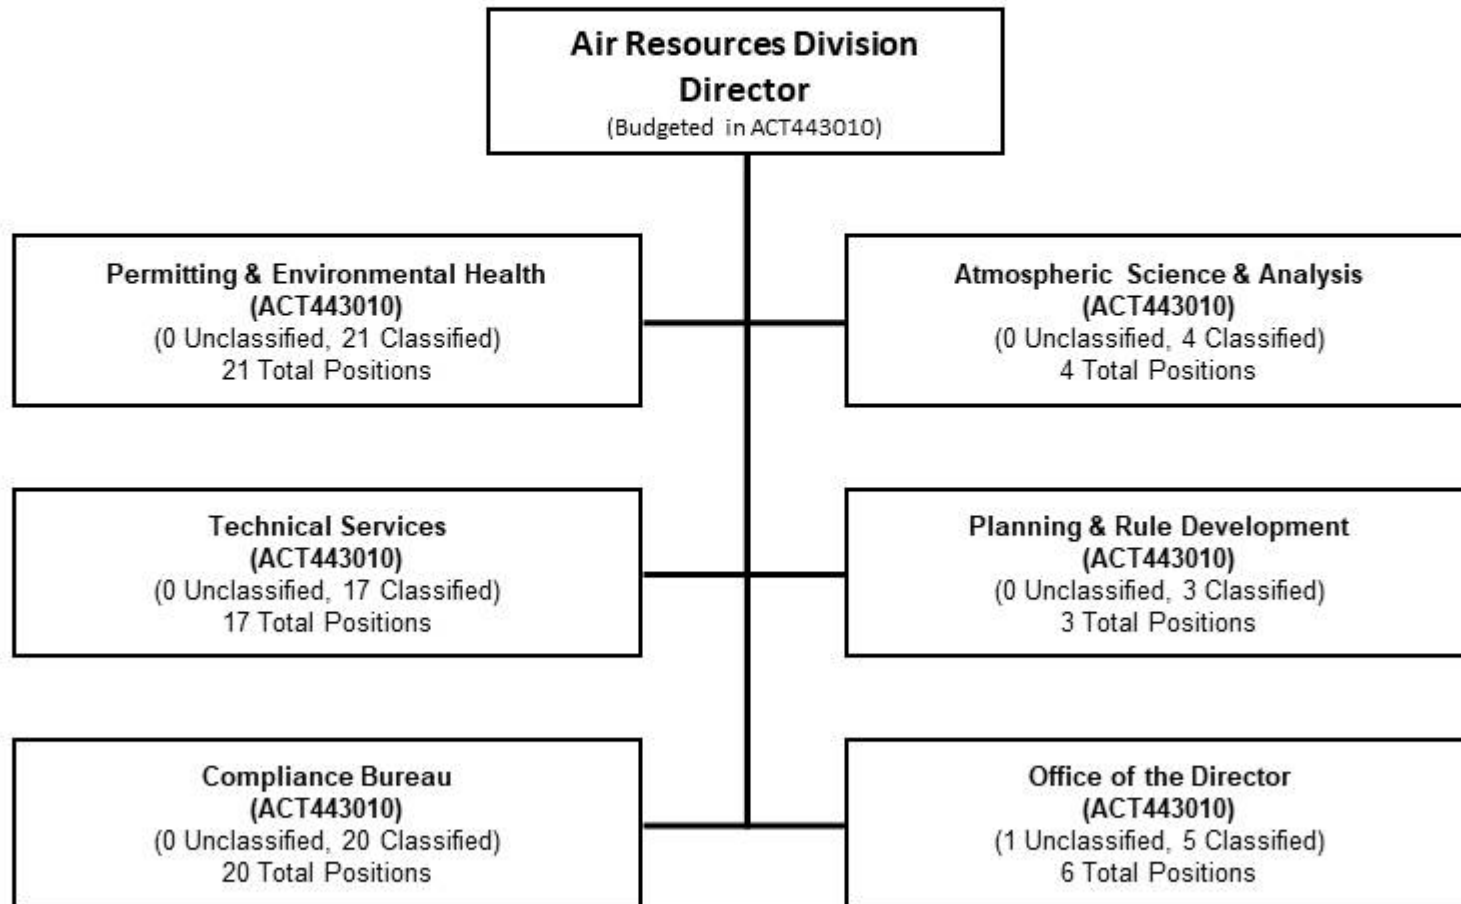 Air Resources Division
Director
(Budgeted in ACT443010)
Permitting & Environmental Health
(ACT443010)
(0 Unclassified, 21 Classified)
21 Total Positions
Atmospheric Science & Analysis
(ACT443010)
(0 Unclassified, 4 Classified)
4 Total Positions
Technical Services
(ACT443010)
(0 Unclassified, 17 Classified)
17 Total Positions
Planning & Rule Development
(ACT443010)
(0 Unclassified, 3 Classified)
3 Total Positions
Compliance Bureau
(ACT443010)
(0 Unclassified, 20 Classified)
20 Total Positions
Office of the Director
(ACT443010)
(1 Unclassified, 5 Classified)
6 Total Positions